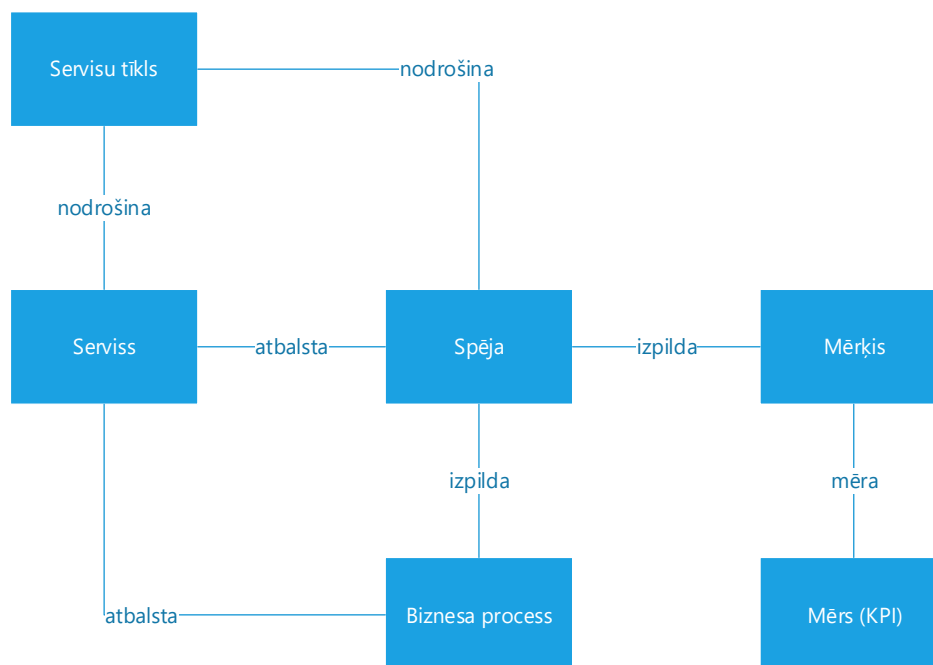 Servisu tīkls
nodrošina
nodrošina
Serviss
atbalsta
Spēja
izpilda
Mērķis
izpilda
mēra
atbalsta
Biznesa process
Mērs (KPI)